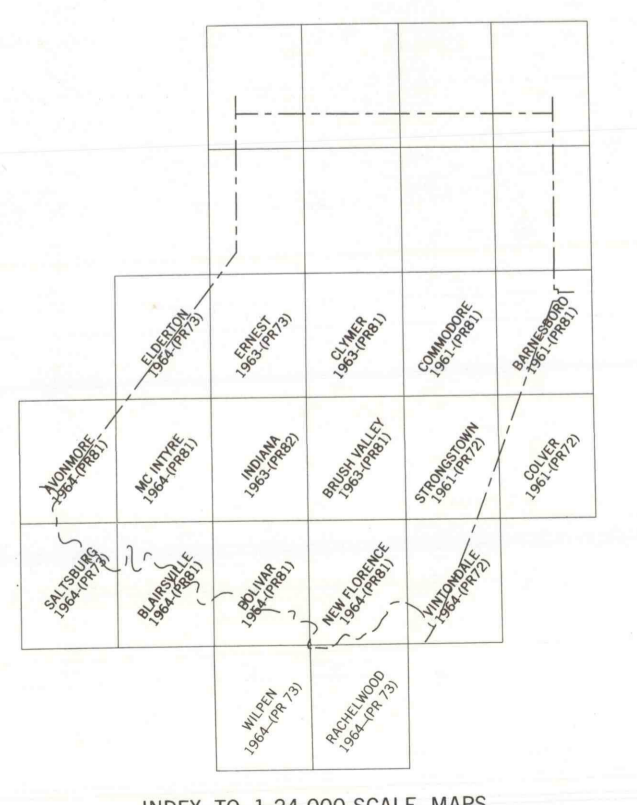 ELDERTON
1964-(PR73)
ERNEST
1963-(PR73)
CLYMER
1963-(PR81)
COMMODORE
1961-(PR81)
BARNESBORO
1961-(PR81)
AVONMORE
1964-(PR81)
MC INTYRE
1964-(PR81)
INDIANA
1963-(PR82)
BRUSH VALLEY
1963-(PR81)
STRONGSTOWN
1961-(PR72)
COLVER
1961-(PR72)
SALTSBURG
1964-(PR73)
BLAIRSVILLE
1964-(PR81)
BOLIVAR
1964-(PR81)
NEW FLORENCE
1964-(PR81)
VINTONDALE
1964-(PR72)
WILPEN
1964-(PR 73)
RACHELWOOD
1964-(PR 73)
INDEX TO 1-24 000 SCALE MAPS